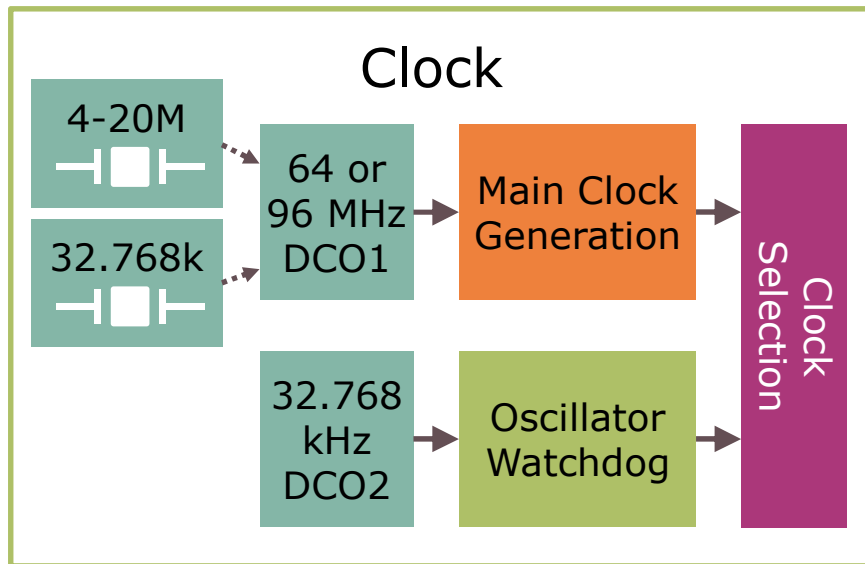 Clock
4-20M
32.768k
64 or
96 MHz
DCO1
Main Clock
Generation
32.768
kHz
DCO2
Oscillator
Watchdog
Clock
Selection